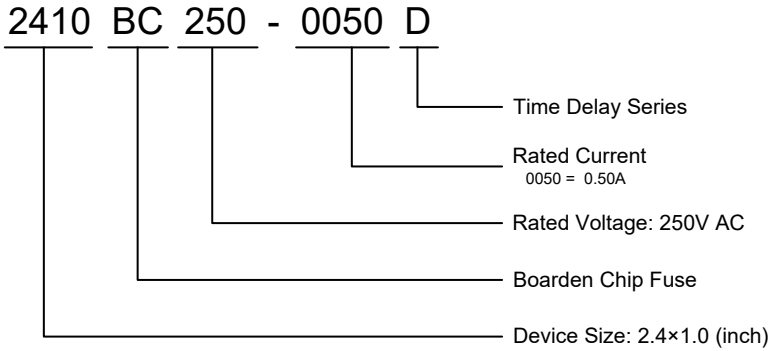 2410 BC 250 - 0050 D
Time Delay Series
Rated Current
0050 = 0.50A
Rated Voltage: 250V AC
Boarden Chip Fuse
Device Size: 2.4×1.0 (inch)